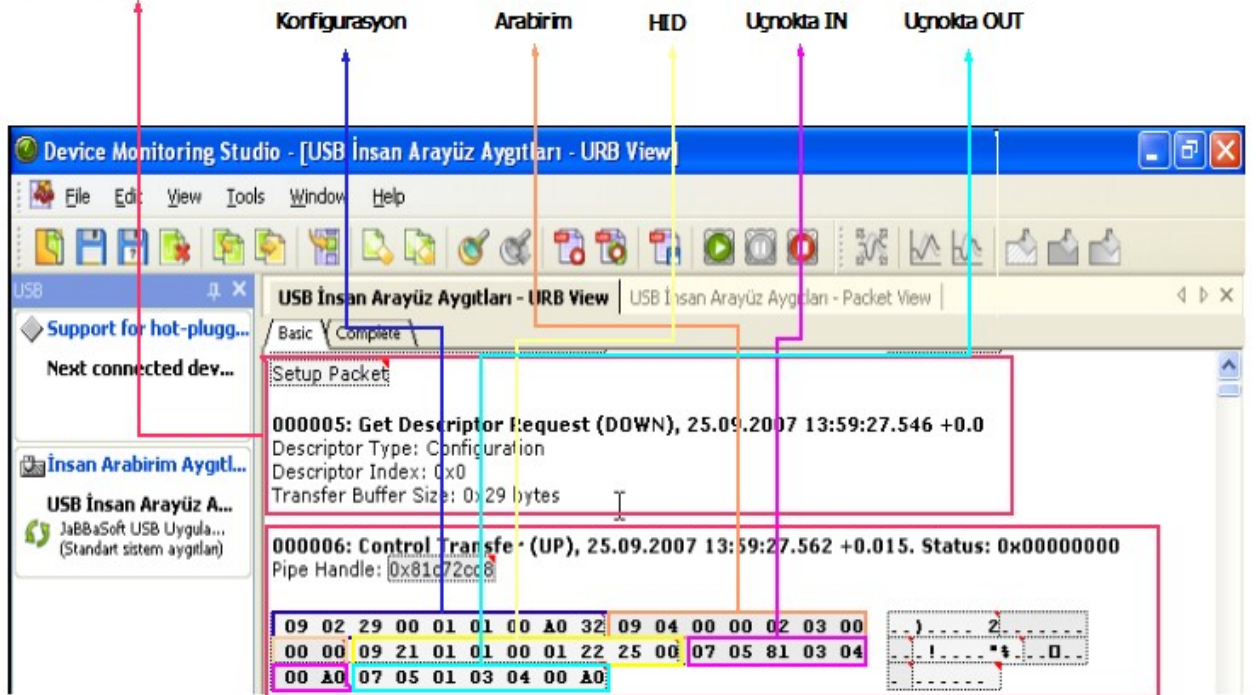 Konfigurasyon Arabirim HID Uçnokta IN Uçnokta OUT
Device Monitoring Studio - [USB İnsan Arayüz Aygıtları - URB View]
File Edit View Tools Window Help
USB
USB İnsan Arayüz Aygıtları - URB View USB İnsan Arayüz Aygıtları - Packet View
Support for hot-plugg...
Basic Complete
Next connected dev...
Setup Packet
000005: Get Descriptor Request (DOWN), 25.09.2007 13:59:27.546 +0.0
Descriptor Type: Configuration
İnsan Arabirim Aygıtl...
Descriptor Index: 0x0
USB İnsan Arayüz A...
Transfer Buffer Size: 0x29 bytes
JaBBaSoft USB Uygula...
(Standart sistem aygıtları)
000006: Control Transfer (UP), 25.09.2007 13:59:27.562 +0.015. Status: 0x00000000
Pipe Handle: 0x81c72cc8
09 02 29 00 01 01 00 A0 32 09 04 00 00 02 03 00 ..).... 2.......
00 00 09 21 01 01 00 01 22 25 00 07 05 81 03 04
00 A0 07 05 01 03 04 00 A0